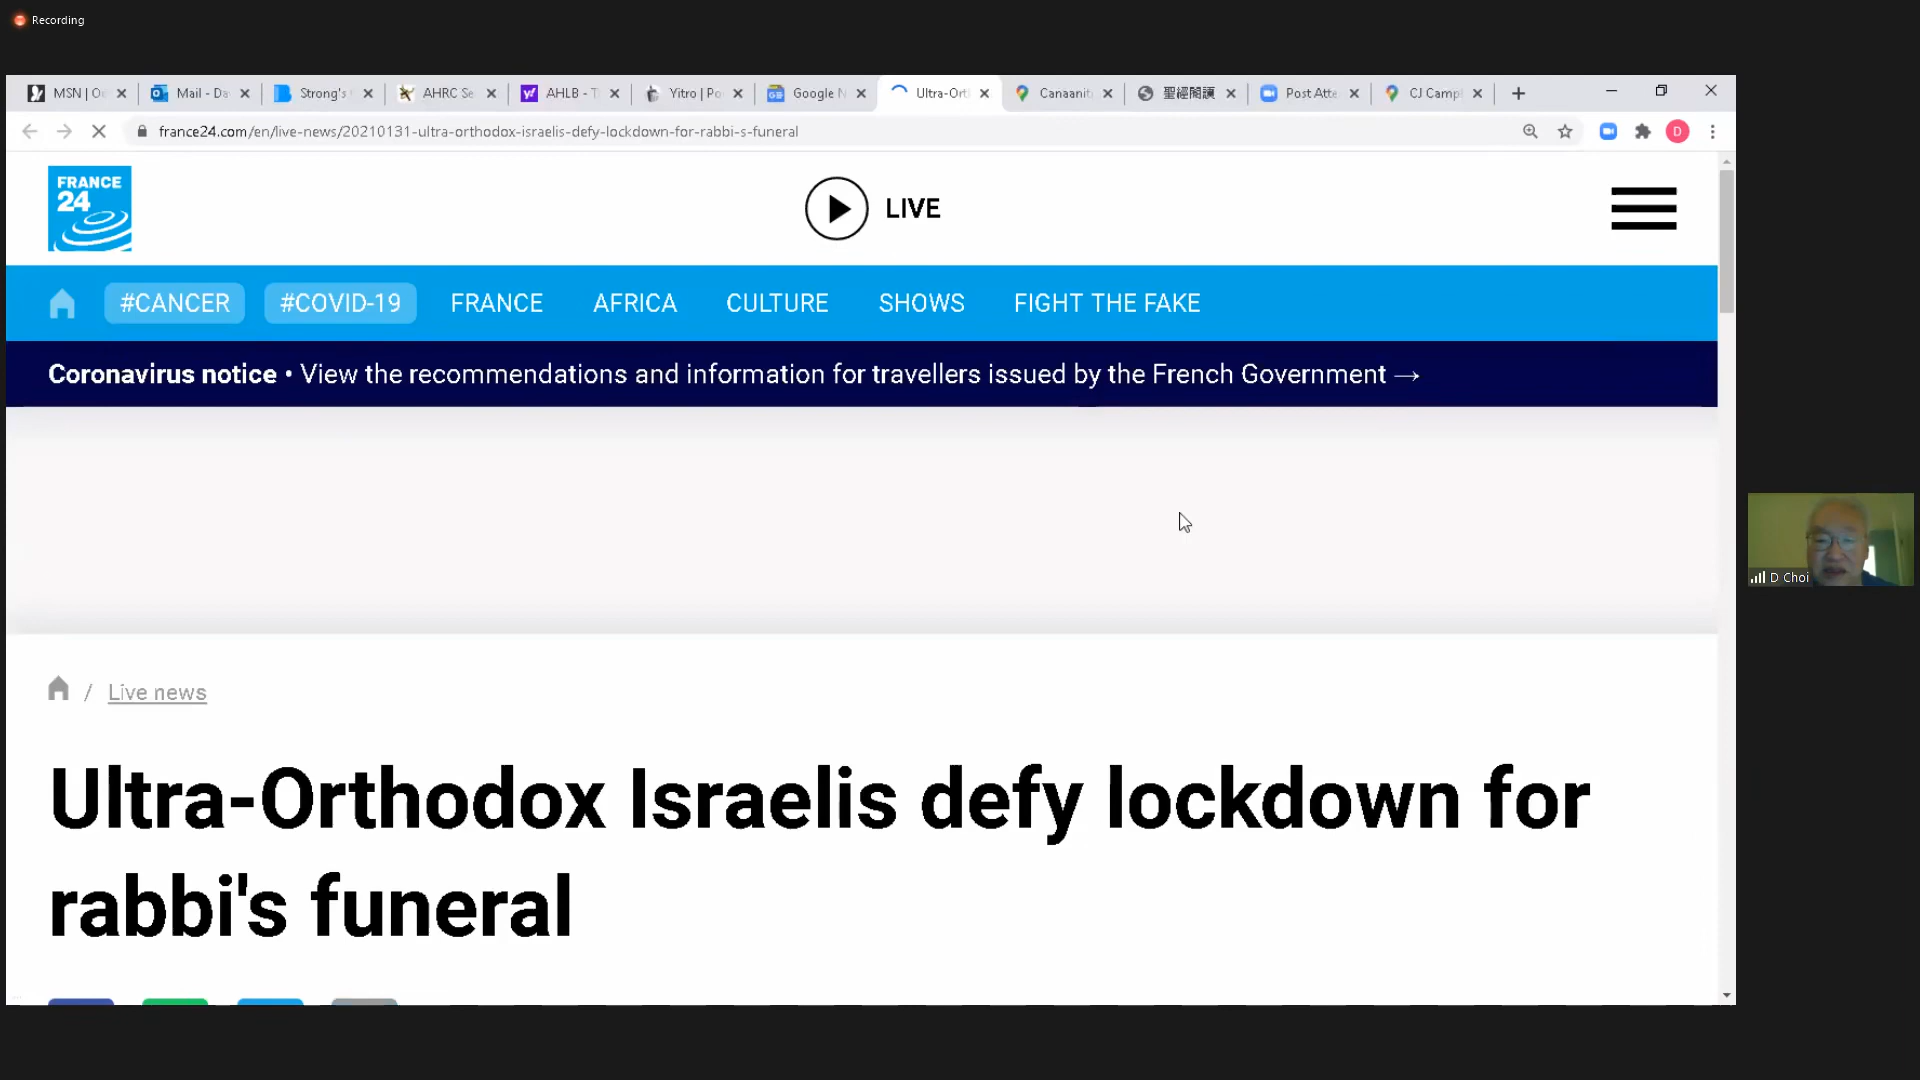 Recording
MSN | O
Mail - Da
Strong's
AHRC Se
AHLB - T
Yitro | Po
Google N
Ultra-Ort
Canaanit
聖經閱讀
Post Atte
CJ Camp
france24.com/en/live-news/20210131-ultra-orthodox-israelis-defy-lockdown-for-rabbi-s-funeral
D
FRANCE
24
LIVE
#CANCER #COVID-19 FRANCE AFRICA CULTURE SHOWS FIGHT THE FAKE
Coronavirus notice • View the recommendations and information for travellers issued by the French Government →
D Choi
/ Live news
Ultra-Orthodox Israelis defy lockdown for
rabbi's funeral